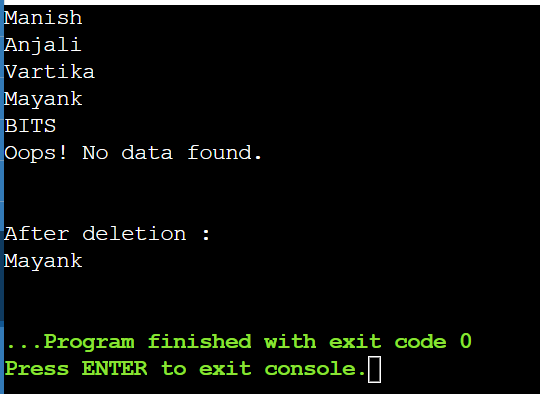 Manish
Anjali
Vartika
Mayank
BITS
Oops! No data found.
After deletion :
Mayank
...Program finished with exit code 0
Press ENTER to exit console.